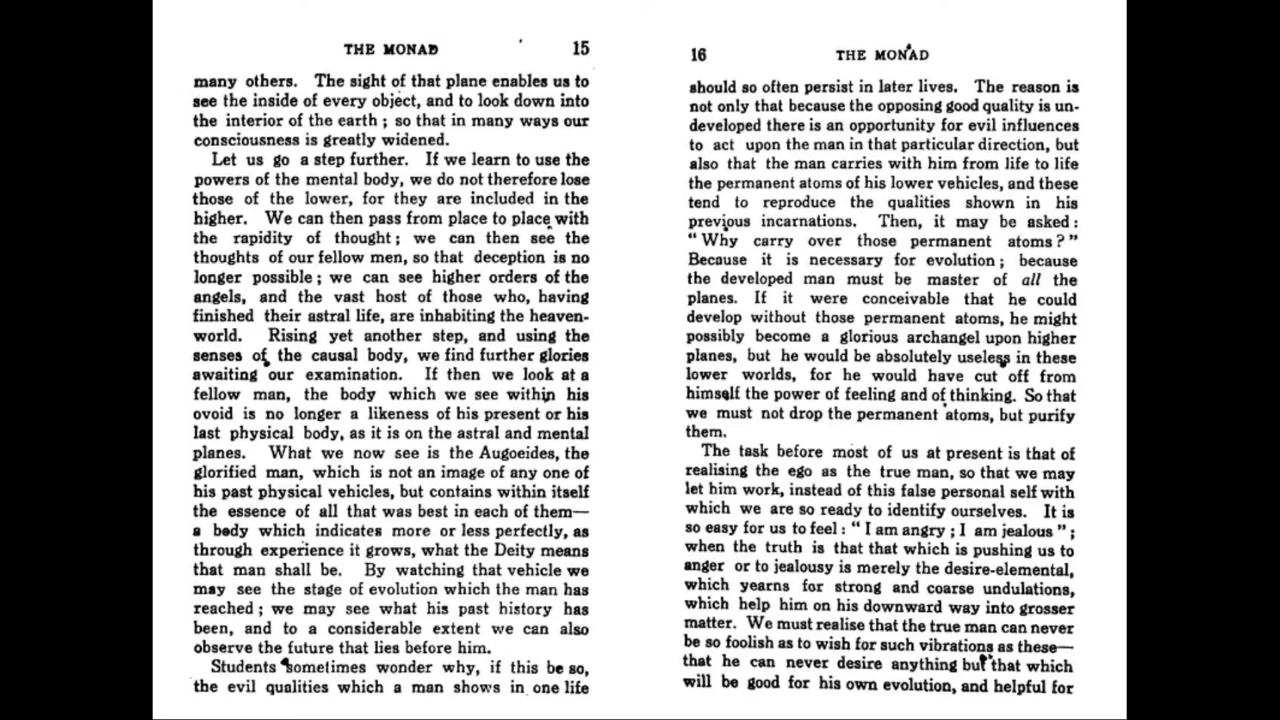 THE MONAD 15
many others. The sight of that plane enables us to
see the inside of every object, and to look down into
the interior of the earth ; so that in many ways our
consciousness is greatly widened.
Let us go a step further. If we learn to use the
powers of the mental body, we do not therefore lose
those of the lower, for they are included in the
higher. We can then pass from place to place with
the rapidity of thought ; we can then see the
thoughts of our fellow men, so that deception is no
longer possible ; we can see higher orders of the
angels, and the vast host of those who, having
finished their astral life, are inhabiting the heaven-
world. Rising yet another step, and using the
senses of the causal body, we find further glories
awaiting our examination. If then we look at a
fellow man, the body which we see within his
ovoid is no longer a likeness of his present or his
last physical body, as it is on the astral and mental
planes. What we now see is the Augoeides, the
glorified man, which is not an image of any one of
his past physical vehicles, but contains within itself
the essence of all that was best in each of them—
a body which indicates more or less perfectly, as
through experience it grows, what the Deity means
that man shall be. By watching that vehicle we
may see the stage of evolution which the man has
reached ; we may see what his past history has
been, and to a considerable extent we can also
observe the future that lies before him.
Students sometimes wonder why, if this be so,
the evil qualities which a man shows in one life
16 THE MONAD
should so often persist in later lives. The reason is
not only that because the opposing good quality is un-
developed there is an opportunity for evil influences
to act upon the man in that particular direction, but
also that the man carries with him from life to life
the permanent atoms of his lower vehicles, and these
tend to reproduce the qualities shown in his
previous incarnations. Then, it may be asked :
" Why carry over those permanent atoms ? "
Because it is necessary for evolution ; because
the developed man must be master of all the
planes. If it were conceivable that he could
develop without those permanent atoms, he might
possibly become a glorious archangel upon higher
planes, but he would be absolutely useless in these
lower worlds, for he would have cut off from
himself the power of feeling and of thinking. So that
we must not drop the permanent atoms, but purify
them.
The task before most of us at present is that of
realising the ego as the true man, so that we may
let him work, instead of this false personal self with
which we are so ready to identify ourselves. It is
so easy for us to feel : " I am angry ; I am jealous " ;
when the truth is that that which is pushing us to
anger or to jealousy is merely the desire-elemental,
which yearns for strong and coarse undulations,
which help him on his downward way into grosser
matter. We must realise that the true man can never
be so foolish as to wish for such vibrations as these—
that he can never desire anything but that which
will be good for his own evolution, and helpful for